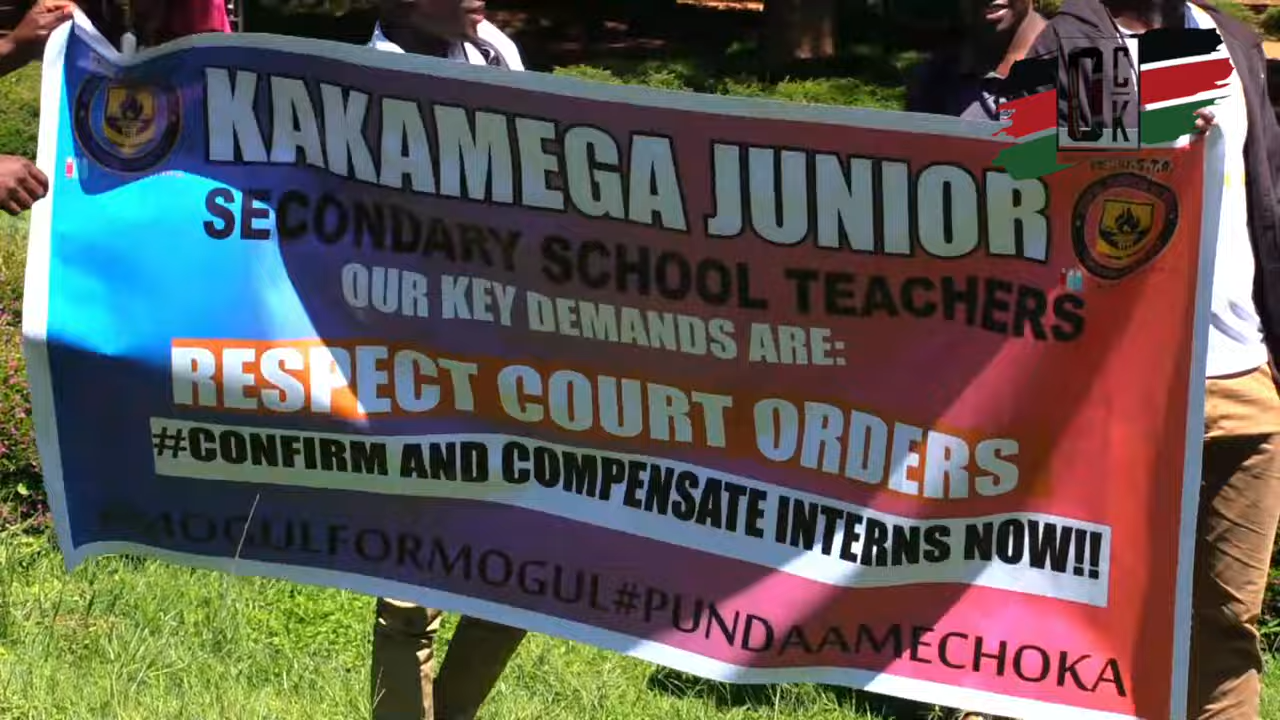 KAKAMEGA JUNIOR
SECONDARY SCHOOL TEACHERS
OUR KEY DEMANDS ARE:
RESPECT COURT ORDERS
#CONFIRM AND COMPENSATE INTERNS NOW!!
#MOGULFORMOGUL#PUNDAAMECHOKA
CK